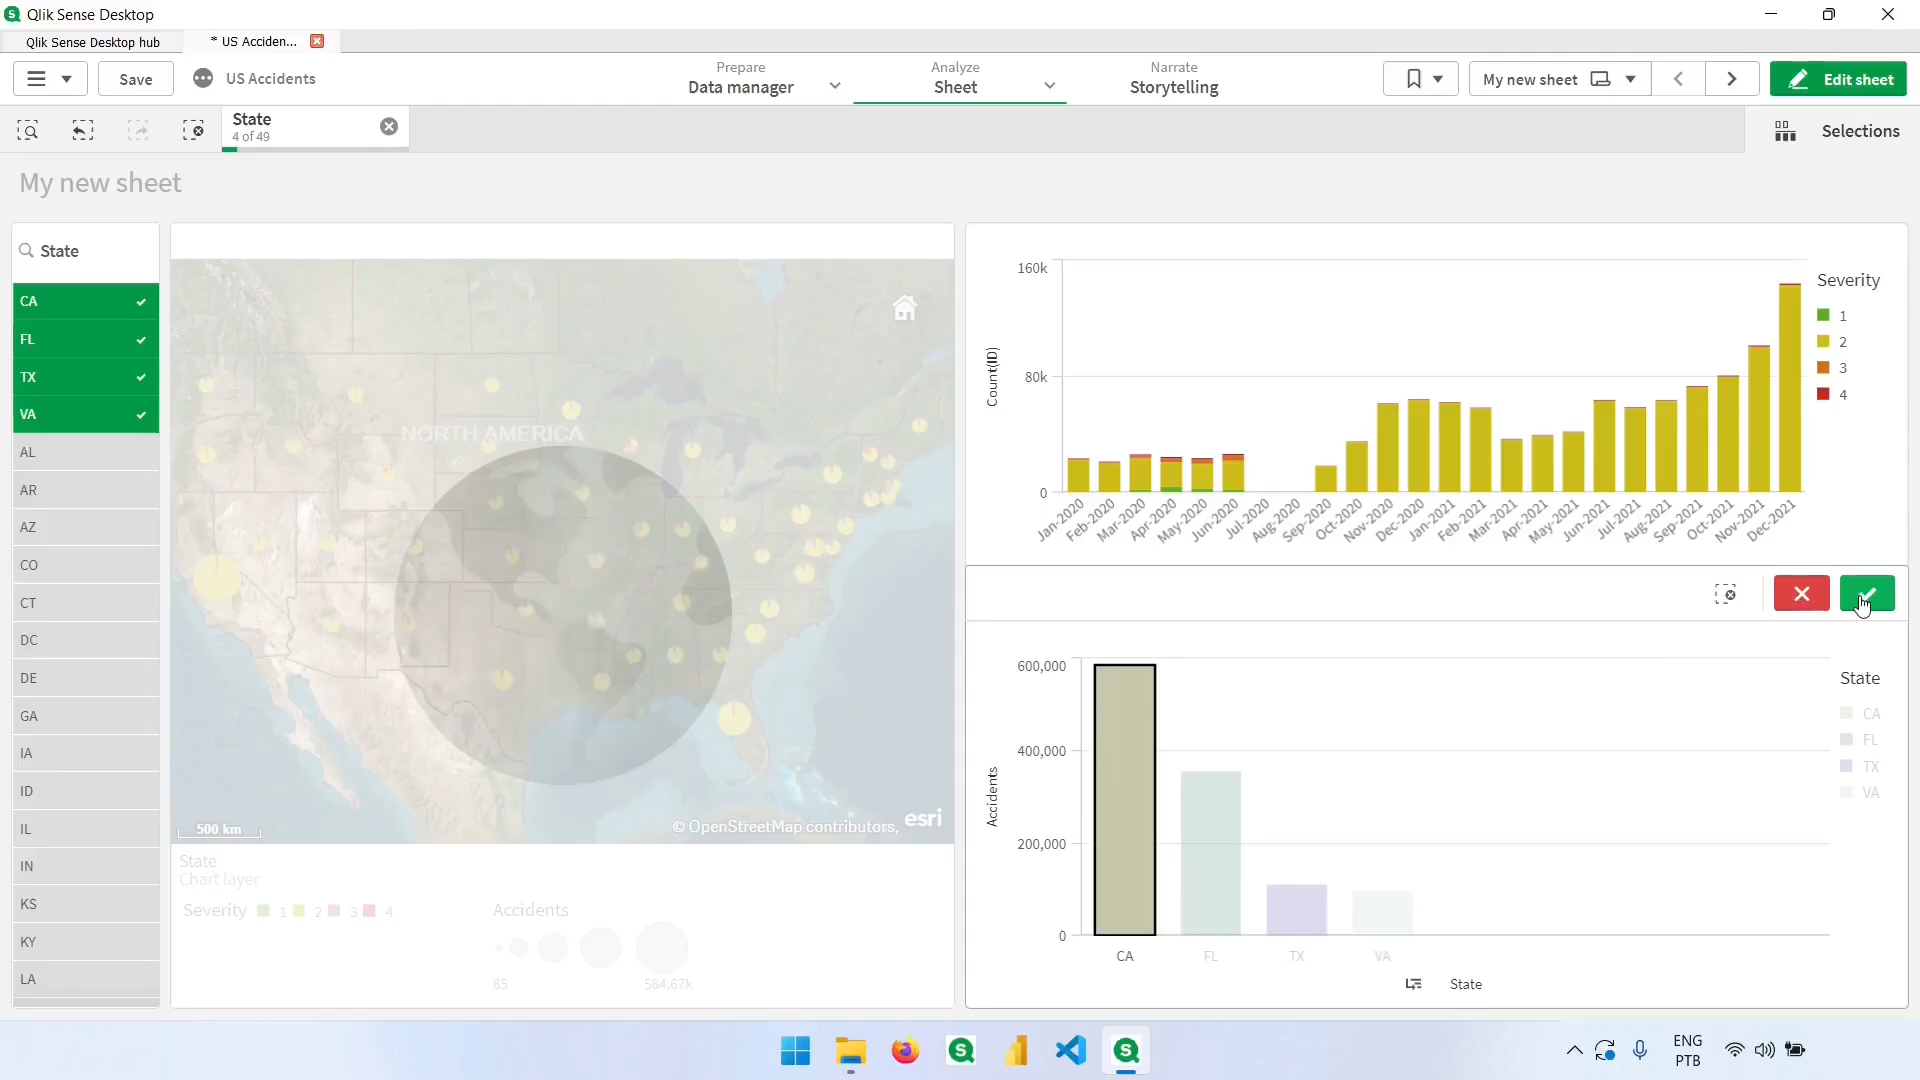 Qlik Sense Desktop
Qlik Sense Desktop hub
* US Acciden...
Save
US Accidents
Prepare
Data manager
Analyze
Sheet
Narrate
Storytelling
My new sheet
Edit sheet
State
4 of 49
Selections
My new sheet
State
CA
FL
TX
VA
AL
AR
AZ
CO
CT
DC
DE
GA
IA
ID
IL
IN
KS
KY
LA
NORTH AMERICA
500 km
© OpenStreetMap contributors,
esri
State
Chart layer
Severity
1
2
3
4
Accidents
85
584.67k
160k
80k
0
Count(ID)
Jan-2020
Feb-2020
Mar-2020
Apr-2020
May-2020
Jun-2020
Jul-2020
Aug-2020
Sep-2020
Oct-2020
Nov-2020
Dec-2020
Jan-2021
Feb-2021
Mar-2021
Apr-2021
May-2021
Jun-2021
Jul-2021
Aug-2021
Sep-2021
Oct-2021
Nov-2021
Dec-2021
Severity
1
2
3
4
600,000
400,000
200,000
0
Accidents
CA
FL
TX
VA
State
State
CA
FL
TX
VA
ENG
PTB